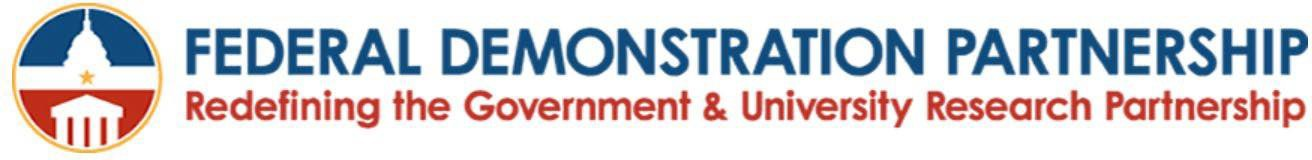 FEDERAL DEMONSTRATION PARTNERSHIP
Redefining the Government & University Research Partnership